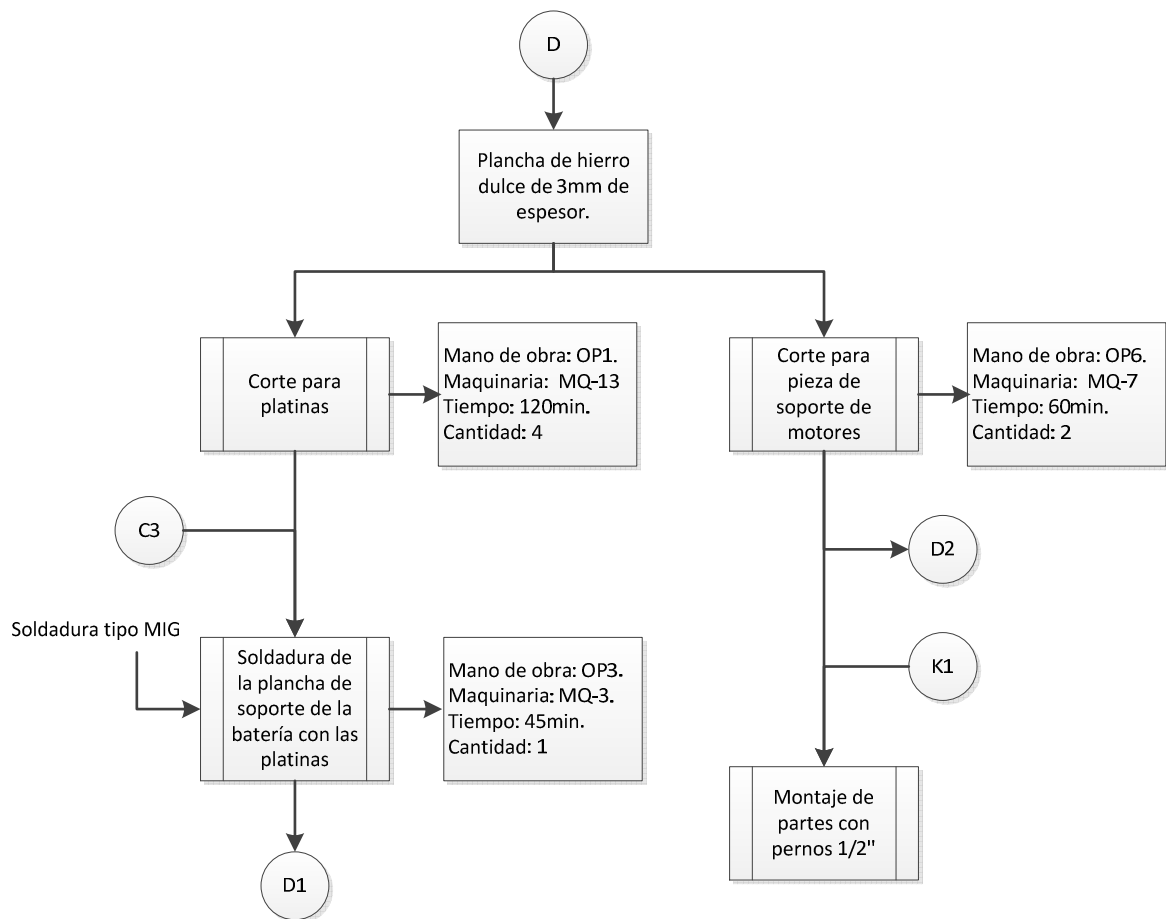 D
Plancha de hierro
dulce de 3mm de
espesor.
Corte para
platinas
Mano de obra: OP1.
Maquinaria:  MQ-13
Tiempo: 120min.
Cantidad: 4
Corte para
pieza de
soporte de
motores
Mano de obra: OP6.
Maquinaria:  MQ-7
Tiempo: 60min.
Cantidad: 2
C3
D2
Soldadura tipo MIG
Soldadura de
la plancha de
soporte de la
batería con las
platinas
Mano de obra: OP3.
Maquinaria: MQ-3.
Tiempo: 45min.
Cantidad: 1
K1
Montaje de
partes con
pernos 1/2"
D1